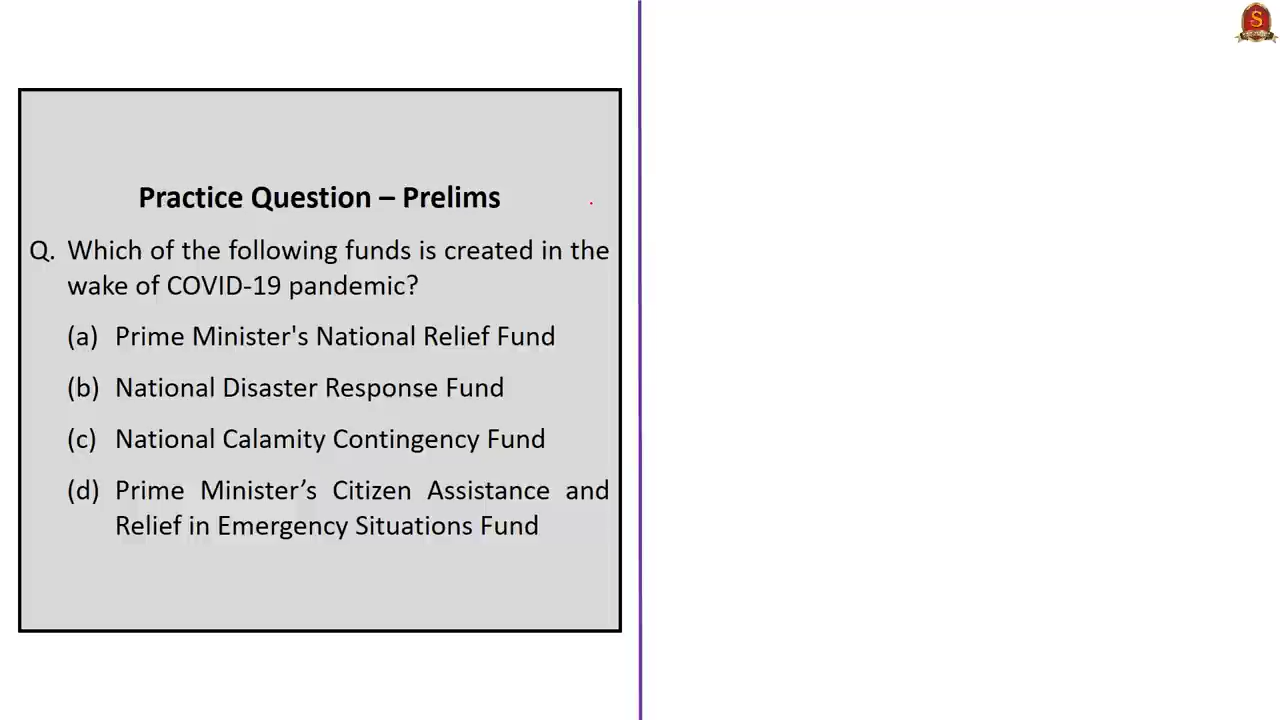 Practice Question – Prelims
Q. Which of the following funds is created in the
wake of COVID-19 pandemic?
(a) Prime Minister's National Relief Fund
(b) National Disaster Response Fund
(c) National Calamity Contingency Fund
(d) Prime Minister’s Citizen Assistance and
Relief in Emergency Situations Fund
S